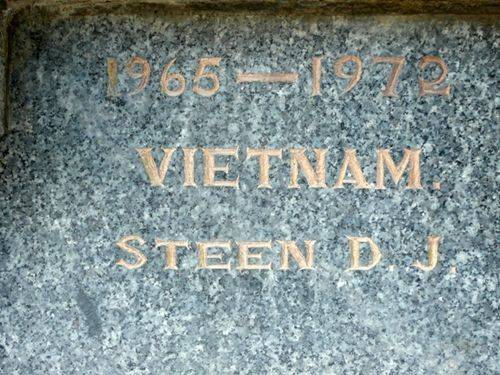 1965—1972
VIETNAM.
STEEN D. J.